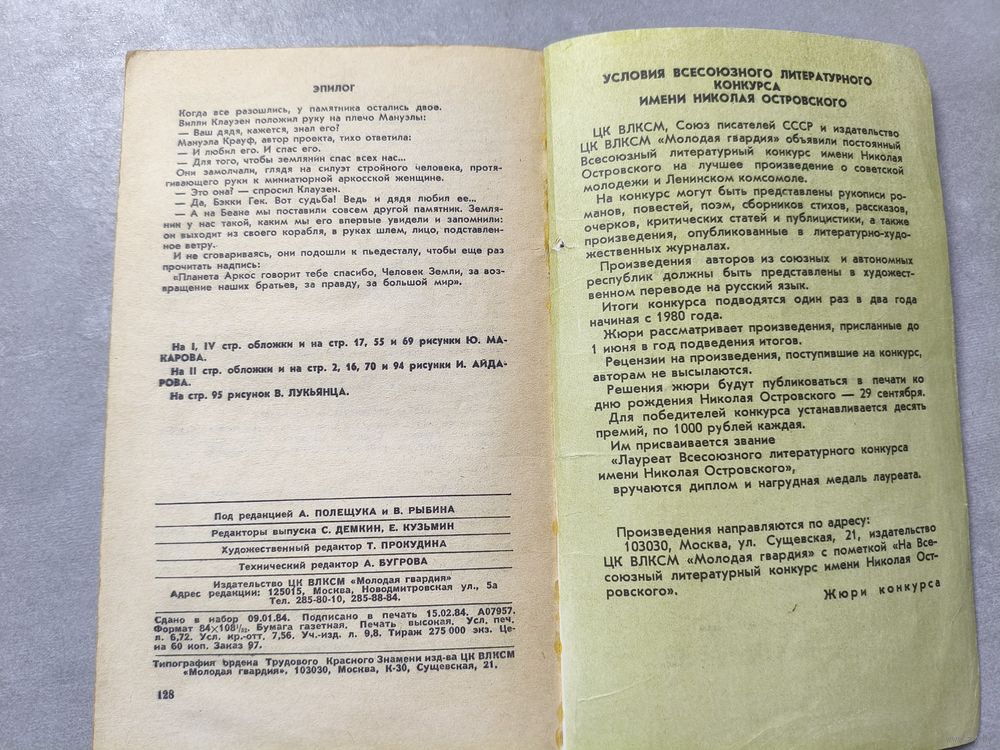 ЭПИЛОГ
Когда все разошлись, у памятника остались двое.
Вилли Клаузен положил руку на плечо Мануэлы:
— Ваш дядя, кажется, знал его?
Мануэла Крауф, автор проекта, тихо ответила:
— И любил его. И спас его.
— Для того, чтобы землянин спас всех нас...
Они замолчали, глядя на силуэт стройного человека, протя-
гивающего руки к миниатюрной аркосской женщине.
— Это она? — спросил Клаузен.
— Да, Бэкки Гек. Вот судьба! Ведь и дядя любил ее...
— А на Беане мы поставили совсем другой памятник. Земля-
нин у нас такой, каким мы его впервые увидели и запомнили:
он выходит из своего корабля, в руках шлем, лицо, подставлен-
ное ветру.
И не сговариваясь, они подошли к пьедесталу, чтобы еще раз
прочитать надпись:
«Планета Аркос говорит тебе спасибо, Человек Земли, за воз-
вращение наших братьев, за правду, за большой мир».
На I, IV стр. обложки и на стр. 17, 55 и 69 рисунки Ю. МА-
КАРОВА.
На II стр. обложки и на стр. 2, 16, 70 и 94 рисунки И. АЙДА-
РОВА.
На стр. 95 рисунок В. ЛУКЬЯНЦА.
Под редакцией А. ПОЛЕЩУКА и В. РЫБИНА
Редакторы выпуска С. ДЕМКИН, Е. КУЗЬМИН
Художественный редактор Т. ПРОКУДИНА
Технический редактор А. БУГРОВА
Издательство ЦК ВЛКСМ «Молодая гвардия»
Адрес редакции: 125015, Москва, Новодмитровская ул., 5а
Тел. 285-80-10, 285-88-84.
Сдано в набор 09.01.84. Подписано в печать 15.02.84. А07957.
Формат 84×108¹/₃₂. Бумага газетная. Печать высокая. Усл. печ.
л. 6,72. Усл. кр.-отт. 7,56. Уч.-изд. л. 9,8. Тираж 275 000 экз. Це-
на 60 коп. Заказ 97.
Типография ордена Трудового Красного Знамени изд-ва ЦК ВЛКСМ
«Молодая гвардия», 103030, Москва, К-30, Сущевская, 21.
128
УСЛОВИЯ ВСЕСОЮЗНОГО ЛИТЕРАТУРНОГО
КОНКУРСА
ИМЕНИ НИКОЛАЯ ОСТРОВСКОГО
ЦК ВЛКСМ, Союз писателей СССР и издательство
ЦК ВЛКСМ «Молодая гвардия» объявили постоянный
Всесоюзный литературный конкурс имени Николая
Островского на лучшее произведение о советской
молодежи и Ленинском комсомоле.
На конкурс могут быть представлены рукописи ро-
манов, повестей, поэм, сборников стихов, рассказов,
очерков, критических статей и публицистики, а также
произведения, опубликованные в литературно-худо-
жественных журналах.
Произведения авторов из союзных и автономных
республик должны быть представлены в художест-
венном переводе на русский язык.
Итоги конкурса подводятся один раз в два года
начиная с 1980 года.
Жюри рассматривает произведения, присланные до
1 июня в год подведения итогов.
Рецензии на произведения, поступившие на конкурс,
авторам не высылаются.
Решения жюри будут публиковаться в печати ко
дню рождения Николая Островского — 29 сентября.
Для победителей конкурса устанавливается десять
премий, по 1000 рублей каждая.
Им присваивается звание
«Лауреат Всесоюзного литературного конкурса
имени Николая Островского»,
вручаются диплом и нагрудная медаль лауреата.
Произведения направляются по адресу:
103030, Москва, ул. Сущевская, 21, издательство
ЦК ВЛКСМ «Молодая гвардия» с пометкой «На Все-
союзный литературный конкурс имени Николая Ост-
ровского».
Жюри конкурса